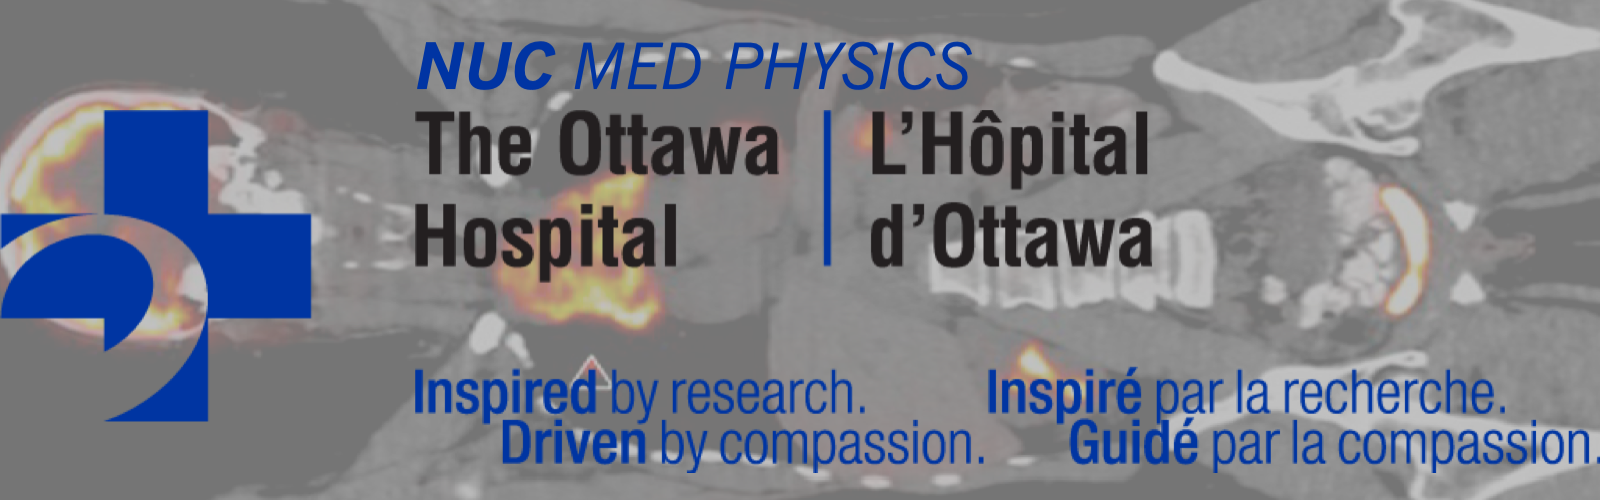 NUC MED PHYSICS
The Ottawa
Hospital
L’Hôpital
d’Ottawa
Inspired by research.
Driven by compassion.
Inspiré par la recherche.
Guidé par la compassion.